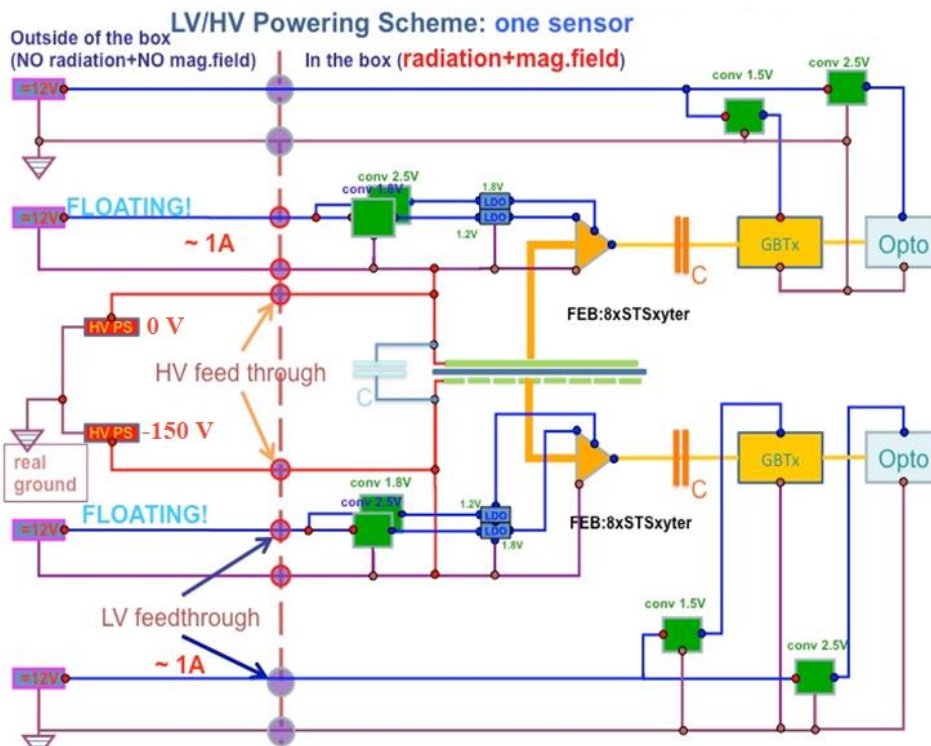 LV/HV Powering Scheme: one sensor
Outside of the box
(NO radiation+NO mag.field)
In the box (radiation+mag.field)
=12V
conv 1.5V
conv 2.5V
=12V
FLOATING!
~ 1A
conv 2.5V
conv 1.8V
1.8V
LDO
LDO
1.2V
C
GBTx
Opto
FEB:8xSTSxyter
HV PS
0 V
HV feed through
C
HV PS
-150 V
real
ground
=12V
FLOATING!
conv 1.8V
conv 2.5V
1.2V
LDO
LDO
1.8V
C
GBTx
Opto
FEB:8xSTSxyter
LV feedthrough
~ 1A
=12V
conv 1.5V
conv 2.5V